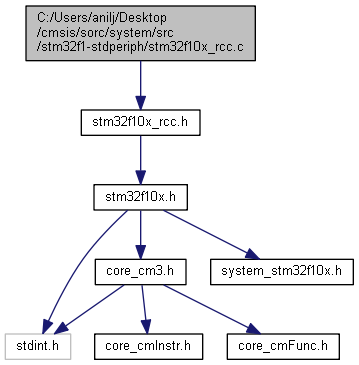 C:/Users/anilj/Desktop
/cmsis/sorc/system/src
/stm32f1-stdperiph/stm32f10x_rcc.c
stm32f10x_rcc.h
stm32f10x.h
core_cm3.h
system_stm32f10x.h
stdint.h
core_cmInstr.h
core_cmFunc.h